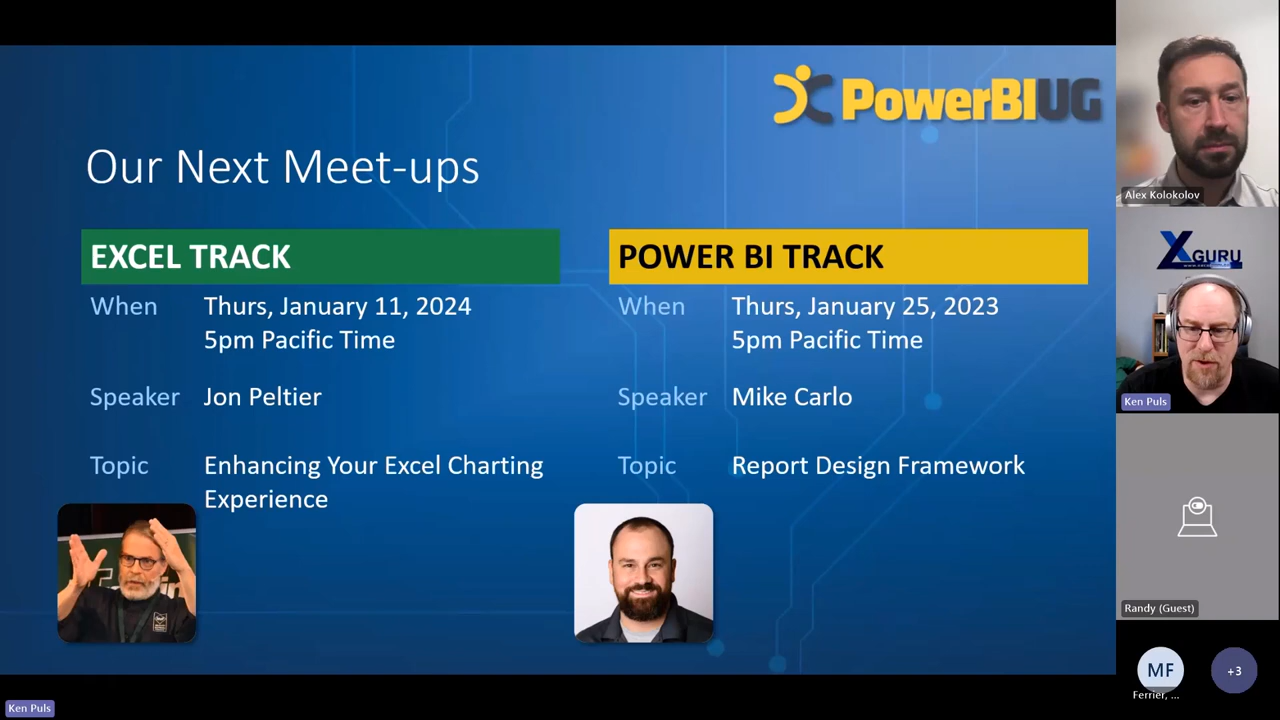 PowerBIUG
Our Next Meet-ups
EXCEL TRACK
When Thurs, January 11, 2024
5pm Pacific Time
Speaker Jon Peltier
Topic Enhancing Your Excel Charting
Experience
POWER BI TRACK
When Thurs, January 25, 2023
5pm Pacific Time
Speaker Mike Carlo
Topic Report Design Framework
Alex Kolokolov
XGURU
Ken Puls
Randy (Guest)
MF
Ferrier, ...
+3
Ken Puls